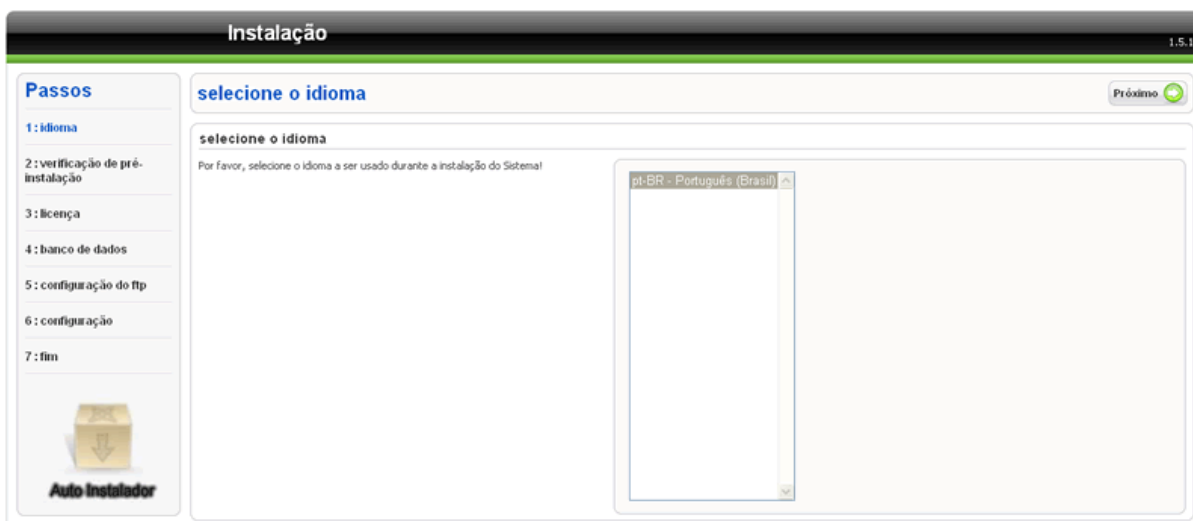 Instalação
1.5.1
Passos
1 : idioma
2 : verificação de pré-
instalação
3 : licença
4 : banco de dados
5 : configuração do ftp
6 : configuração
7 : fim
Auto Instalador
selecione o idioma
Próximo
selecione o idioma
Por favor, selecione o idioma a ser usado durante a instalação do Sistema!
pt-BR - Português (Brasil)